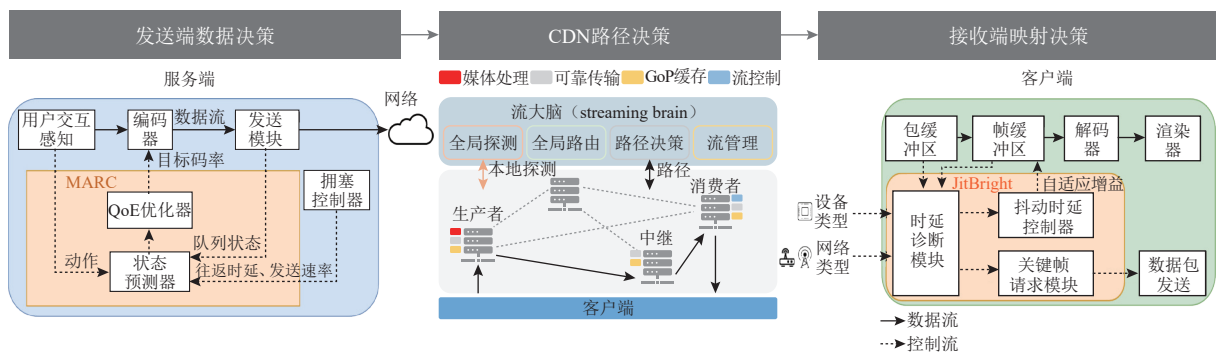 发送端数据决策
CDN路径决策
接收端映射决策
服务端
用户交互
感知
编码
器
数据流
发送
模块
网络
目标码率
MARC
QoE优化器
拥塞
控制器
队列状态
动作
状态
预测器
往返时延、发送速率
媒体处理
可靠传输
GoP缓存
流控制
流大脑（streaming brain）
全局探测
全局路由
路径决策
流管理
本地探测
路径
消费者
生产者
中继
客户端
客户端
包缓
冲区
帧缓
冲区
解码
器
渲染
器
JitBright
自适应增益
设备
类型
网络
类型
时延
诊断
模块
抖动时延
控制器
关键帧
请求模块
数据包
发送
数据流
控制流